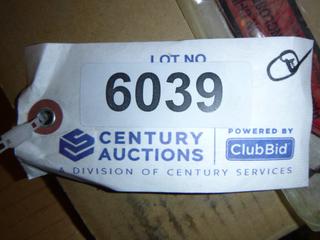 LOT NO.
6039
CENTURY
AUCTIONS
POWERED BY
ClubBid
A DIVISION OF CENTURY SERVICES